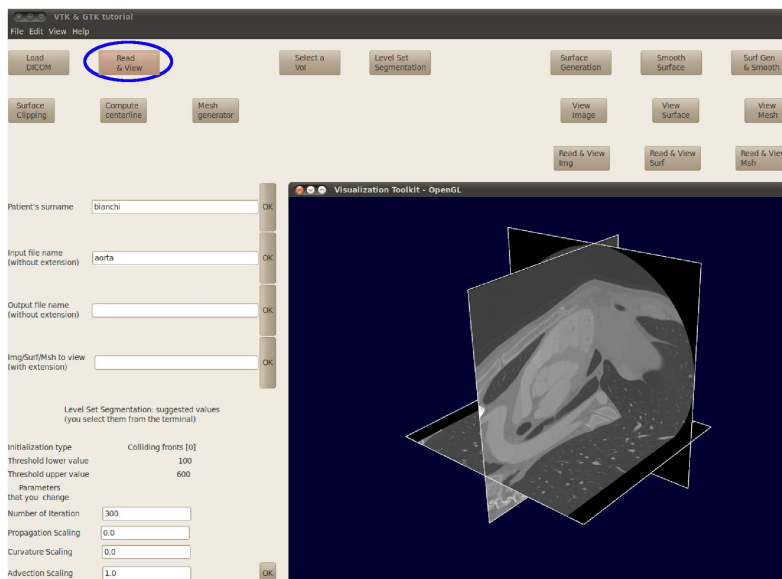 VTK & GTK tutorial
File Edit View Help
Load
DICOM
Read
& View
Select a
VoI
Level Set
Segmentation
Surface
Generation
Smooth
Surface
Surf Gen
& Smooth
Surface
Clipping
Compute
centerline
Mesh
generator
View
Image
View
Surface
View
Mesh
Read & View
Img
Read & View
Surf
Read & Vie
Msh
Visualization Toolkit - OpenGL
Patient's surname bianchi OK
Input file name
(without extension) aorta OK
Output file name
(without extension) OK
Img/Surf/Msh to view
(with extension) OK
Level Set Segmentation: suggested values
(you select them from the terminal)
Initialization type Colliding fronts [0]
Threshold lower value 100
Threshold upper value 600
Parameters
that you change
Number of Iteration 300
Propagation Scaling 0.0
Curvature Scaling 0.0
Advection Scaling 1.0 OK